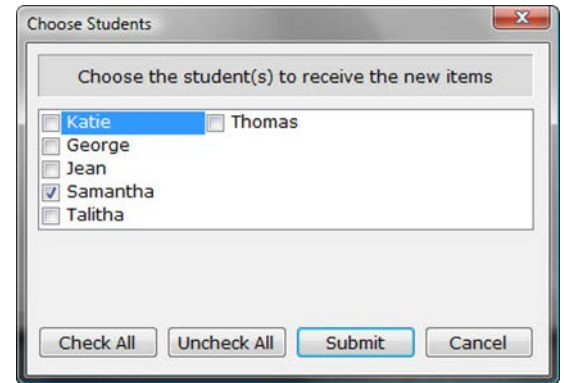 Choose Students
Choose the student(s) to receive the new items
Katie
George
Jean
Samantha
Talitha
Thomas
Check All Uncheck All Submit Cancel